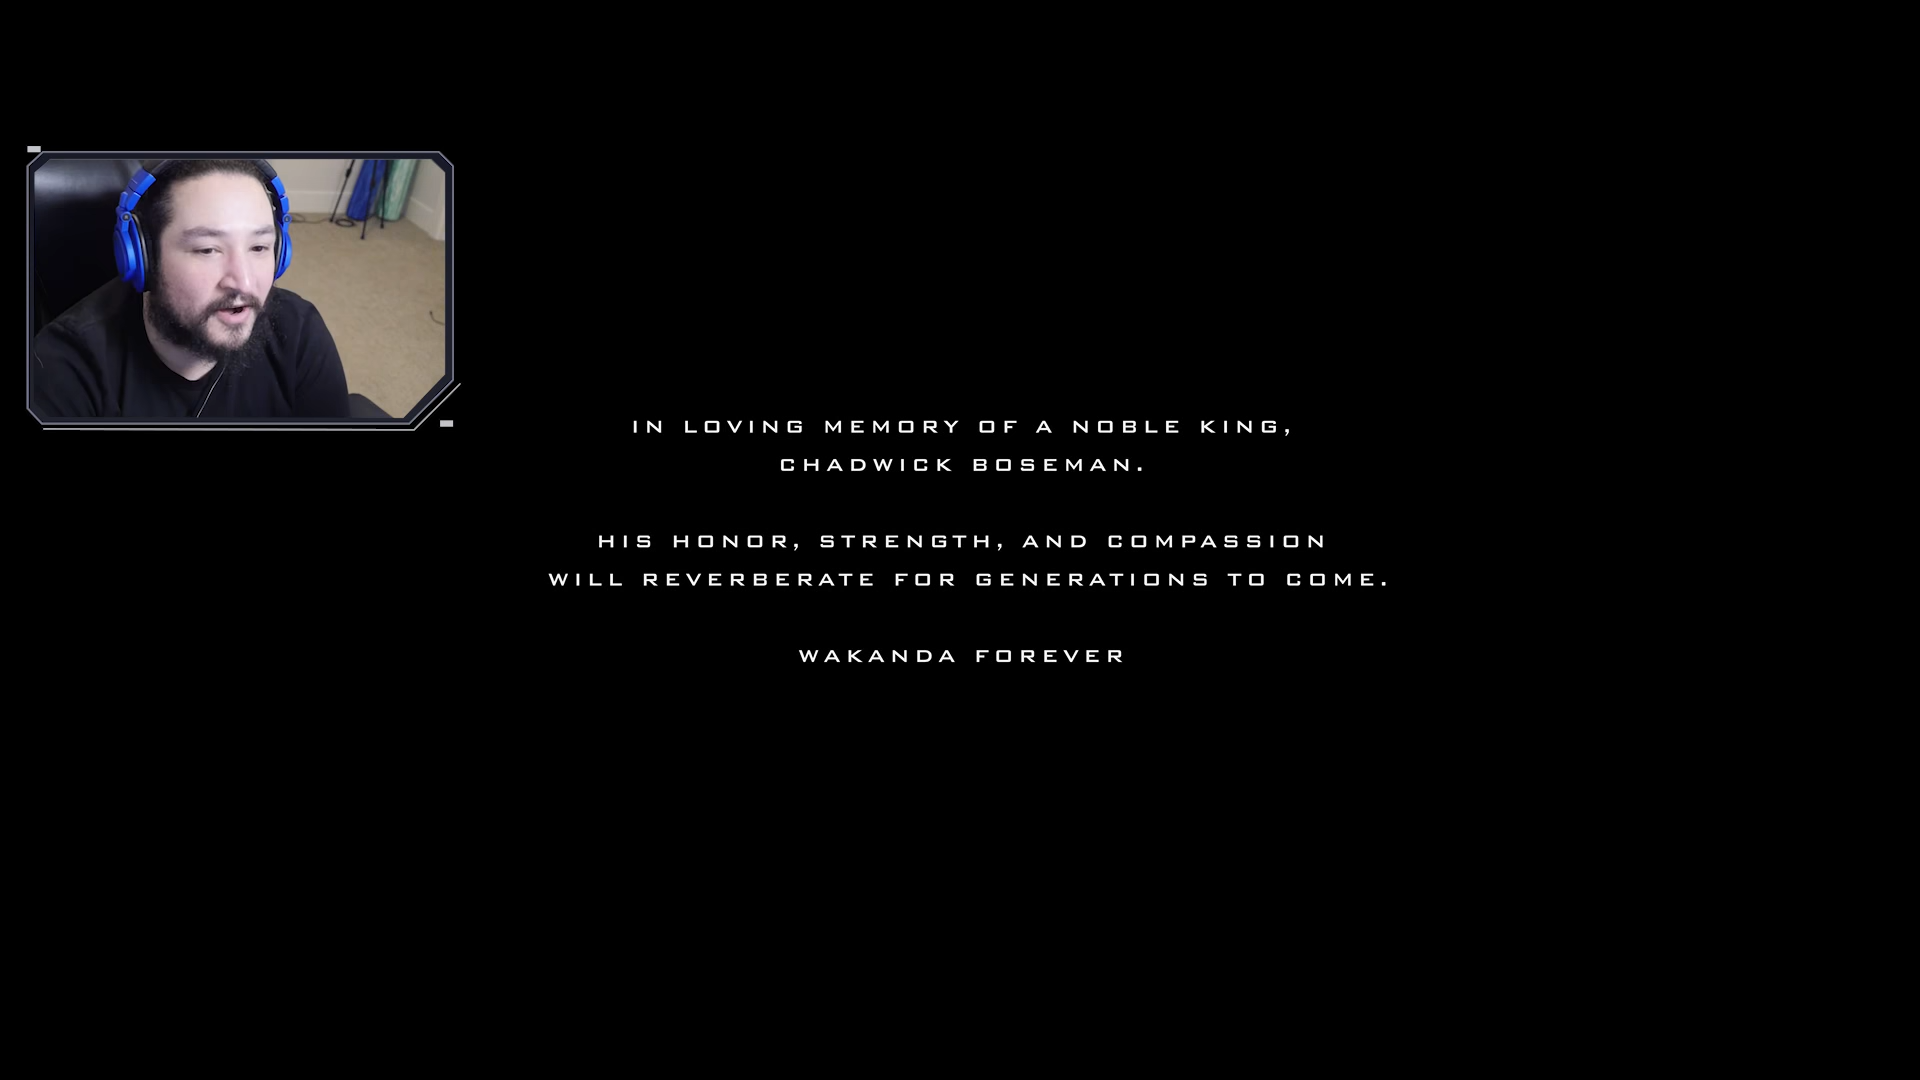 IN LOVING MEMORY OF A NOBLE KING,
CHADWICK BOSEMAN.
HIS HONOR, STRENGTH, AND COMPASSION
WILL REVERBERATE FOR GENERATIONS TO COME.
WAKANDA FOREVER